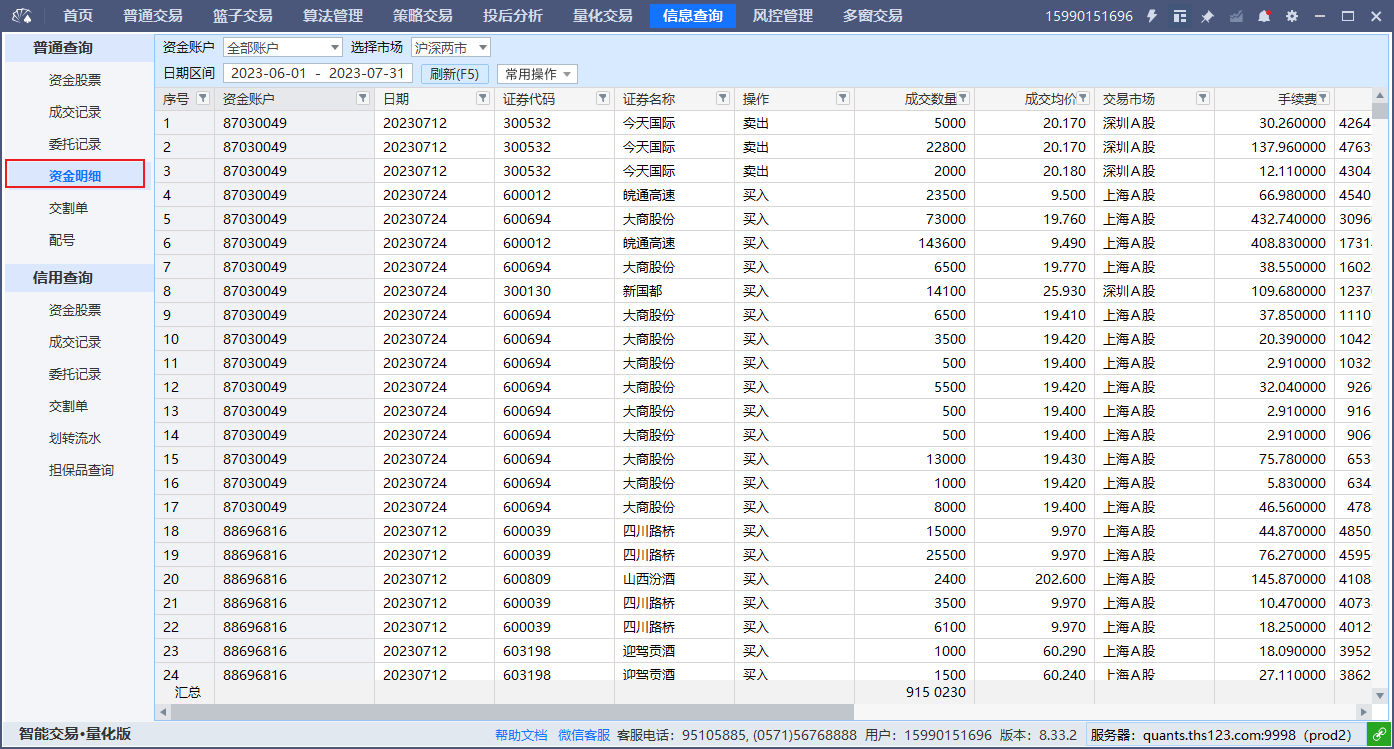 首页 普通交易 篮子交易 算法管理 策略交易 投后分析 量化交易 信息查询 风控管理 多窗交易 15990151696
普通查询
资金股票
成交记录
委托记录
资金明细
交割单
配号
信用查询
资金股票
成交记录
委托记录
交割单
划转流水
担保品查询
资金账户 全部账户 选择市场 沪深两市
日期区间 2023-06-01 - 2023-07-31 刷新(F5) 常用操作
序号 资金账户 日期 证券代码 证券名称 操作 成交数量 成交均价 交易市场 手续费
1 87030049 20230712 300532 今天国际 卖出 5000 20.170 深圳A股 30.260000 4264
2 87030049 20230712 300532 今天国际 卖出 22800 20.170 深圳A股 137.960000 4763
3 87030049 20230712 300532 今天国际 卖出 2000 20.180 深圳A股 12.110000 4304
4 87030049 20230724 600012 皖通高速 买入 23500 9.500 上海A股 66.980000 4540
5 87030049 20230724 600694 大商股份 买入 73000 19.760 上海A股 432.740000 3096
6 87030049 20230724 600012 皖通高速 买入 143600 9.490 上海A股 408.830000 1731
7 87030049 20230724 600694 大商股份 买入 6500 19.770 上海A股 38.550000 1602
8 87030049 20230724 300130 新国都 买入 14100 25.930 深圳A股 109.680000 1237
9 87030049 20230724 600694 大商股份 买入 6500 19.410 上海A股 37.850000 1110
10 87030049 20230724 600694 大商股份 买入 3500 19.420 上海A股 20.390000 1042
11 87030049 20230724 600694 大商股份 买入 500 19.400 上海A股 2.910000 1032
12 87030049 20230724 600694 大商股份 买入 5500 19.420 上海A股 32.040000 926
13 87030049 20230724 600694 大商股份 买入 500 19.400 上海A股 2.910000 916
14 87030049 20230724 600694 大商股份 买入 500 19.400 上海A股 2.910000 906
15 87030049 20230724 600694 大商股份 买入 13000 19.430 上海A股 75.780000 653
16 87030049 20230724 600694 大商股份 买入 1000 19.420 上海A股 5.830000 634
17 87030049 20230724 600694 大商股份 买入 8000 19.400 上海A股 46.560000 478
18 88696816 20230712 600039 四川路桥 买入 15000 9.970 上海A股 44.870000 4850
19 88696816 20230712 600039 四川路桥 买入 25500 9.970 上海A股 76.270000 4595
20 88696816 20230712 600809 山西汾酒 买入 2400 202.600 上海A股 145.870000 4108
21 88696816 20230712 600039 四川路桥 买入 3500 9.970 上海A股 10.470000 4073
22 88696816 20230712 600039 四川路桥 买入 6100 9.970 上海A股 18.250000 4012
23 88696816 20230712 603198 迎驾贡酒 买入 1000 60.290 上海A股 18.090000 3952
24 88696816 20230712 603198 迎驾贡酒 买入 1500 60.240 上海A股 27.110000 3862
汇总 915 0230
智能交易•量化版 帮助文档 微信客服 客服电话：95105885, (0571)56768888 用户：15990151696 版本：8.33.2 服务器：quants.ths123.com:9998（prod2）